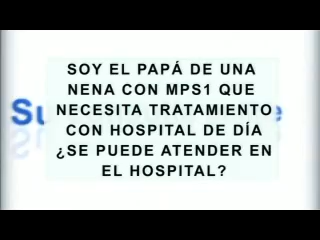 SOY EL PAPÁ DE UNA
NENA CON MPS1 QUE
NECESITA TRATAMIENTO
CON HOSPITAL DE DÍA
¿SE PUEDE ATENDER EN
EL HOSPITAL?